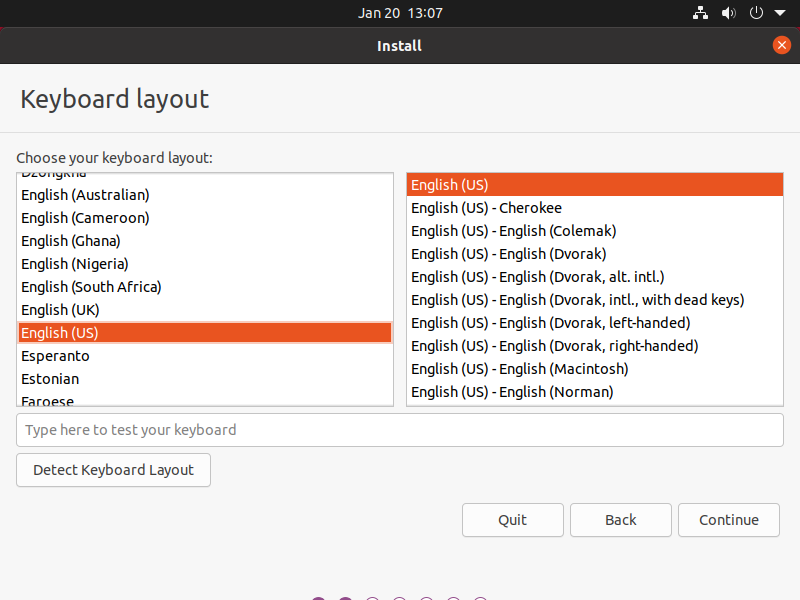 Jan 20 13:07
Install
Keyboard layout
Choose your keyboard layout:
Dzongkha
English (Australian)
English (Cameroon)
English (Ghana)
English (Nigeria)
English (South Africa)
English (UK)
English (US)
Esperanto
Estonian
Faroese
English (US)
English (US) - Cherokee
English (US) - English (Colemak)
English (US) - English (Dvorak)
English (US) - English (Dvorak, alt. intl.)
English (US) - English (Dvorak, intl., with dead keys)
English (US) - English (Dvorak, left-handed)
English (US) - English (Dvorak, right-handed)
English (US) - English (Macintosh)
English (US) - English (Norman)
Type here to test your keyboard
Detect Keyboard Layout
Quit
Back
Continue